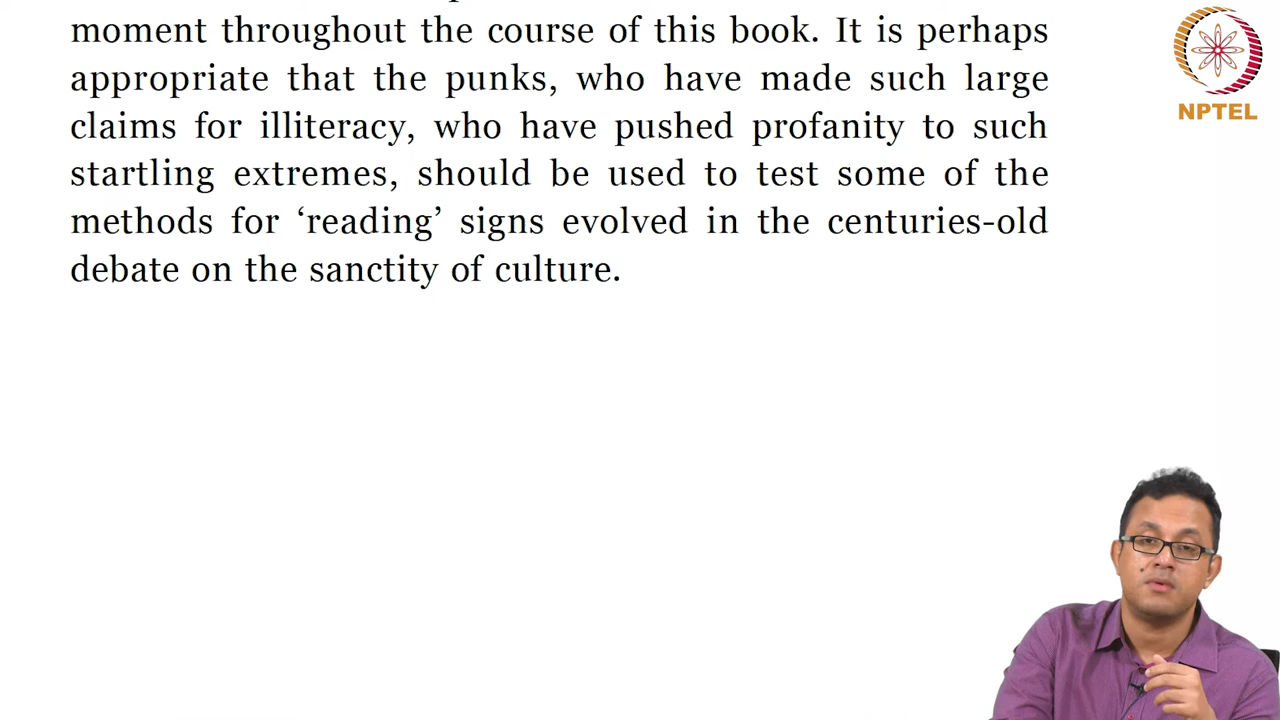 moment throughout the course of this book. It is perhaps
appropriate that the punks, who have made such large
claims for illiteracy, who have pushed profanity to such
startling extremes, should be used to test some of the
methods for ‘reading’ signs evolved in the centuries-old
debate on the sanctity of culture.
NPTEL